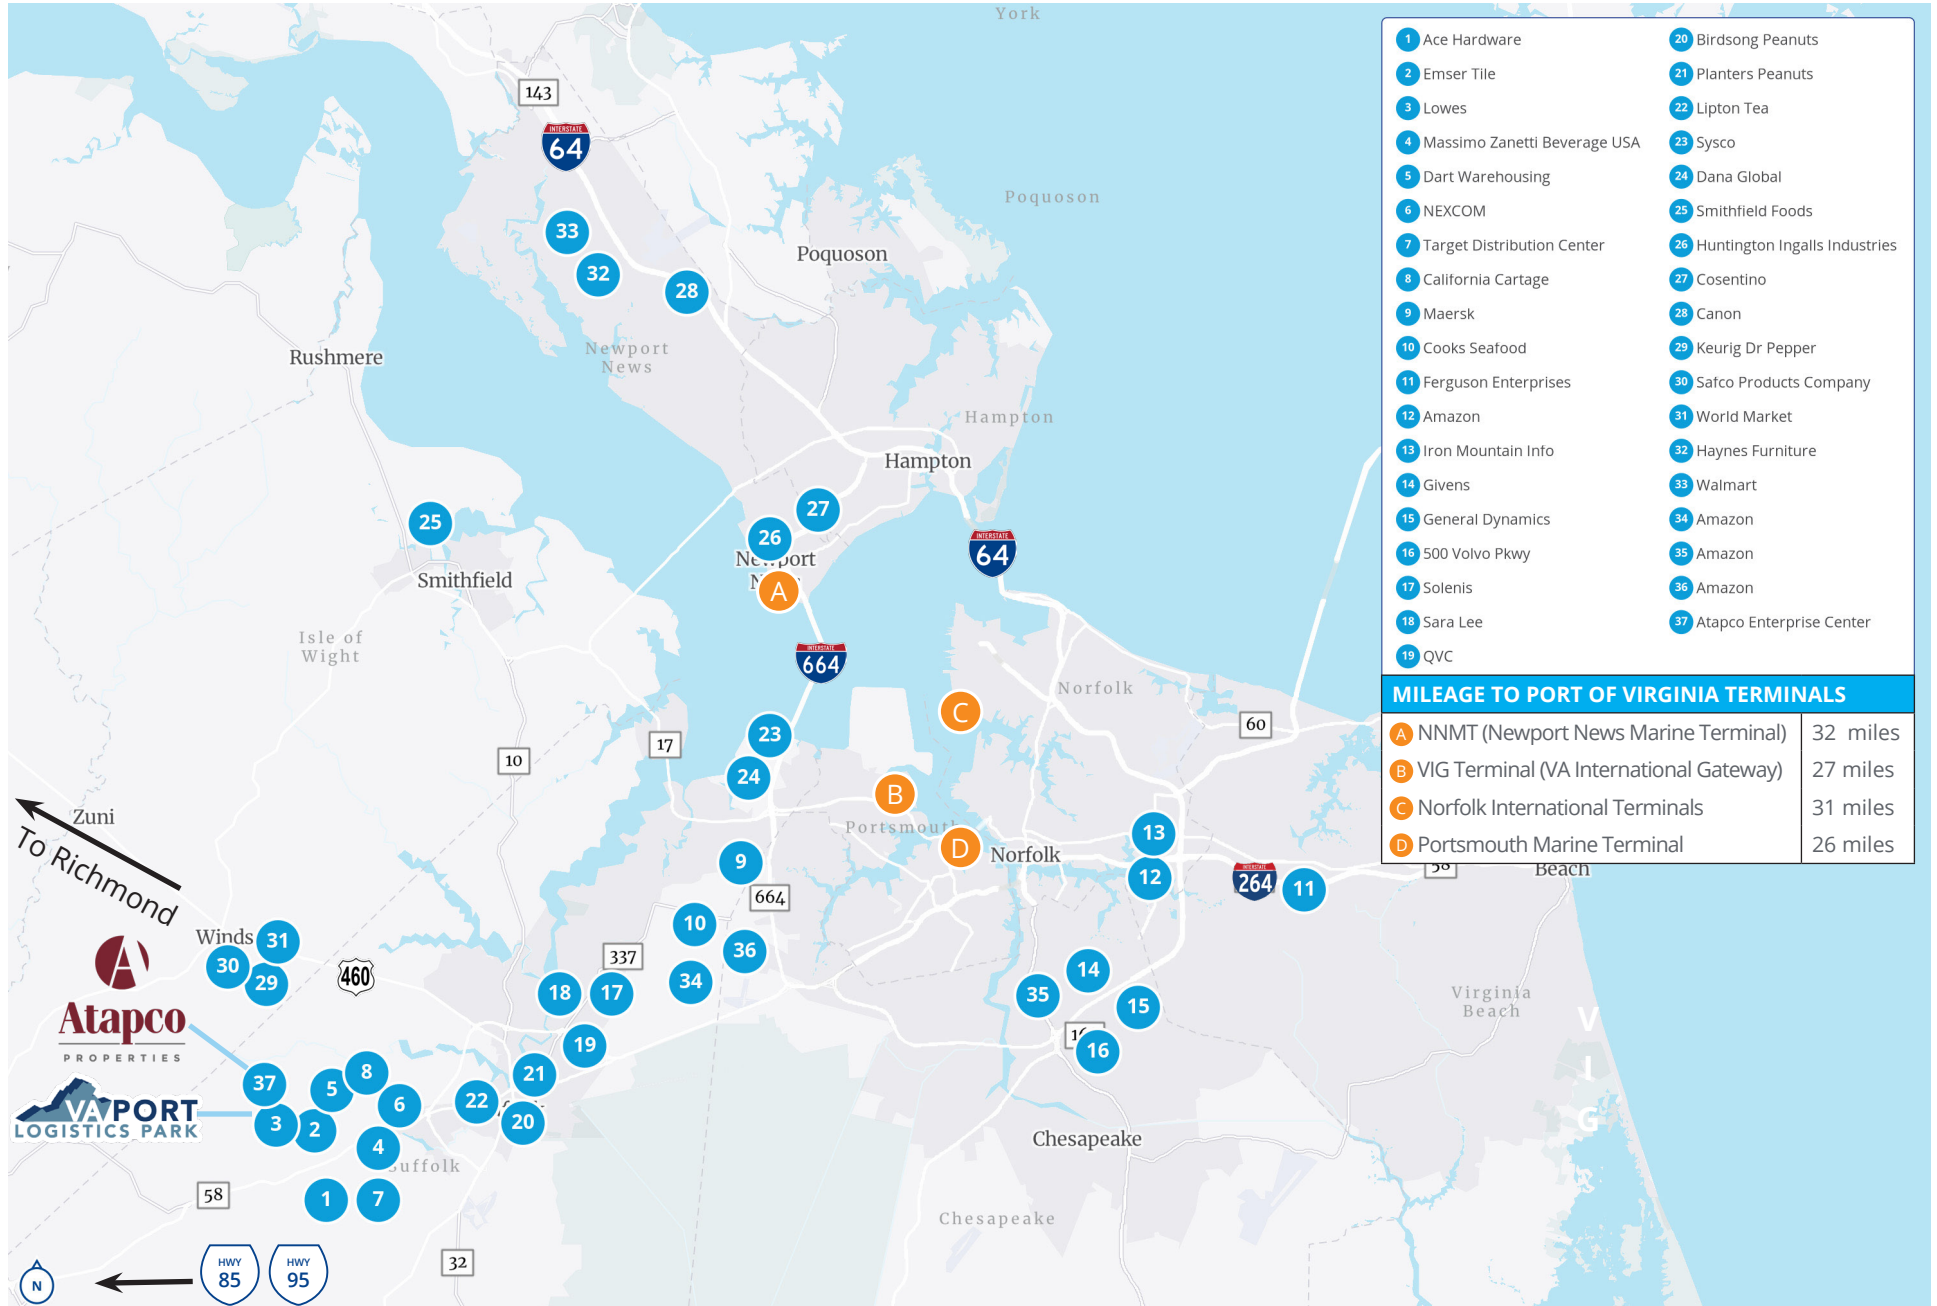 York
143
INTERSTATE
64
33
32
28
Poquoson
Poquoson
Newport
News
Rushmere
Hampton
Hampton
27
26
25
Newport
A
Smithfield
INTERSTATE
64
Isle of
Wight
INTERSTATE
664
Norfolk
C
23
17
60
10
24
B
Zuni
Portsmouth
13
D
Norfolk
9
To Richmond
12
INTERSTATE
264
11
58
Beach
664
10
Winds
31
36
337
30
29
460
34
14
18
17
35
15
Virginia
Beach
Atapco
PROPERTIES
19
16
V
I
G
37
8
5
21
6
22
20
VA PORT
LOGISTICS PARK
3
2
4
Chesapeake
uffolk
58
1
7
Chesapeake
32
N
HWY
85
HWY
95
1 Ace Hardware
2 Emser Tile
3 Lowes
4 Massimo Zanetti Beverage USA
5 Dart Warehousing
6 NEXCOM
7 Target Distribution Center
8 California Cartage
9 Maersk
10 Cooks Seafood
11 Ferguson Enterprises
12 Amazon
13 Iron Mountain Info
14 Givens
15 General Dynamics
16 500 Volvo Pkwy
17 Solenis
18 Sara Lee
19 QVC
20 Birdsong Peanuts
21 Planters Peanuts
22 Lipton Tea
23 Sysco
24 Dana Global
25 Smithfield Foods
26 Huntington Ingalls Industries
27 Cosentino
28 Canon
29 Keurig Dr Pepper
30 Safco Products Company
31 World Market
32 Haynes Furniture
33 Walmart
34 Amazon
35 Amazon
36 Amazon
37 Atapco Enterprise Center
MILEAGE TO PORT OF VIRGINIA TERMINALS
A NNMT (Newport News Marine Terminal) 32 miles
B VIG Terminal (VA International Gateway) 27 miles
C Norfolk International Terminals 31 miles
D Portsmouth Marine Terminal 26 miles